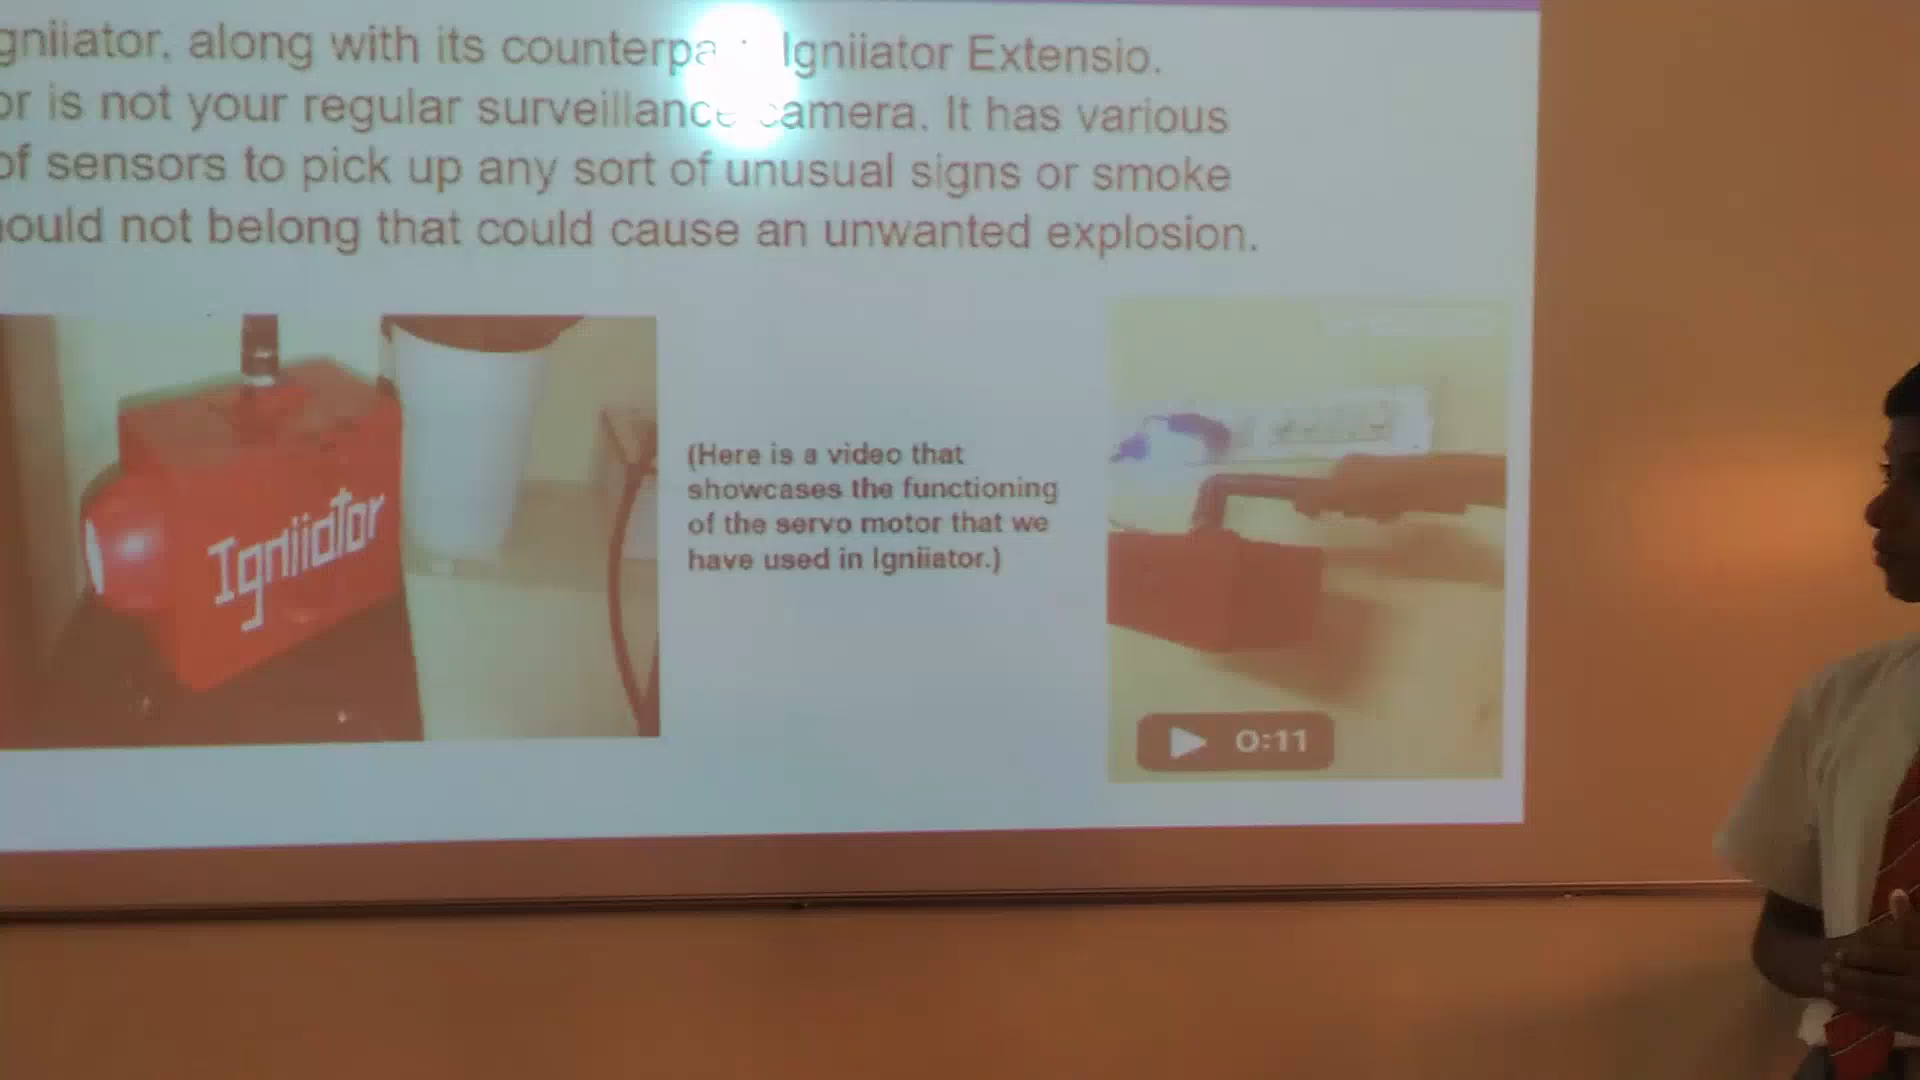 gniiator, along with its Igniiator Extensio.
or is not your regular surveillance camera. It has various
of sensors to pick up any sort of unusual signs or smoke
ould not belong that could cause an unwanted explosion.
Igniiator
(Here is a video that
showcases the functioning
of the servo motor that we
have used in Igniiator.)
0:11